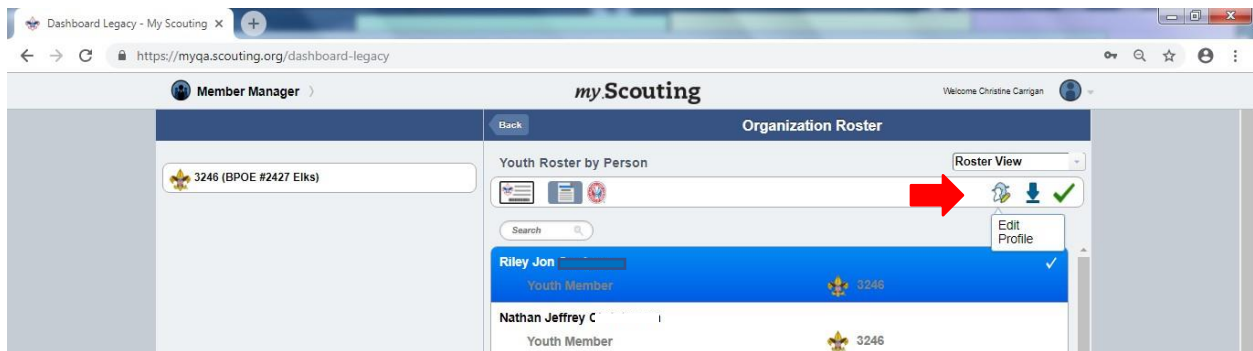 Dashboard Legacy - My Scouting
https://myqa.scouting.org/dashboard-legacy
Member Manager
my.Scouting
Welcome Christine Carrigan
Back
Organization Roster
3246 (BPOE #2427 Elks)
Youth Roster by Person
Roster View
Edit
Profile
Search
Riley Jon
Youth Member
3246
Nathan Jeffrey C
Youth Member
3246